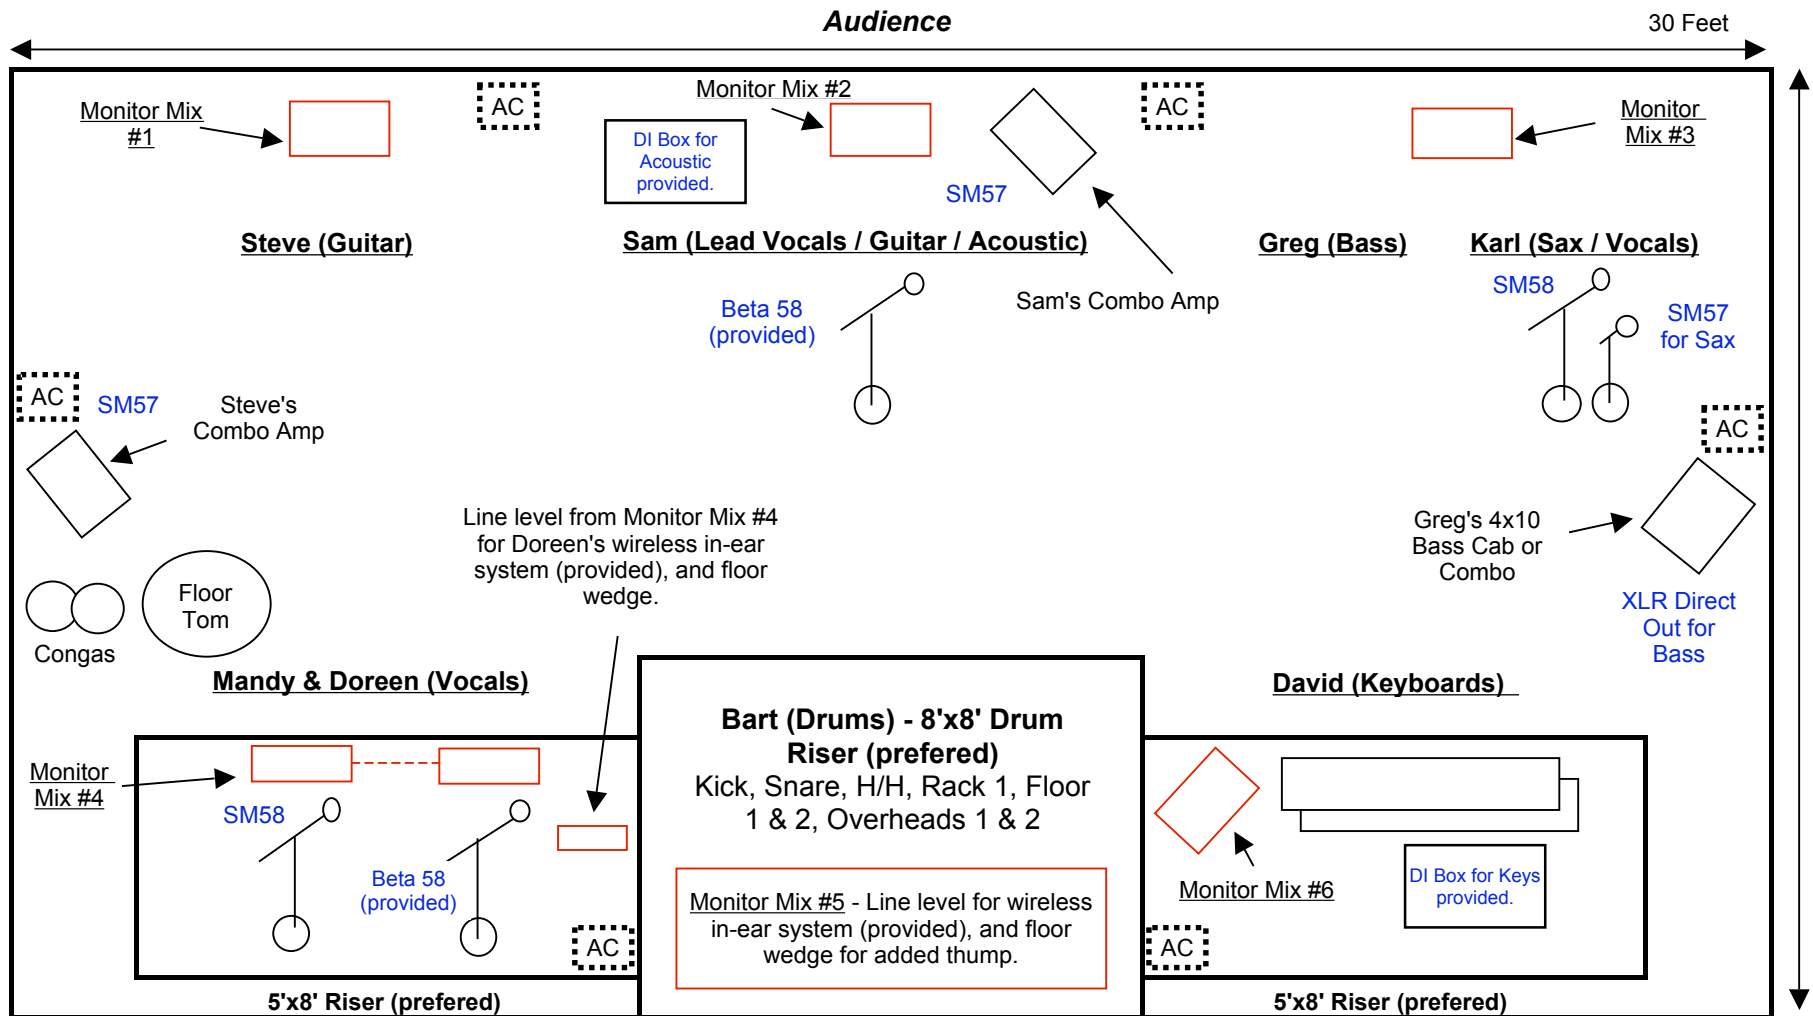 Audience
30 Feet
Monitor Mix
#1
AC
Monitor Mix #2
DI Box for
Acoustic
provided.
SM57
AC
Monitor
Mix #3
Steve (Guitar)
Sam (Lead Vocals / Guitar / Acoustic)
Greg (Bass)
Karl (Sax / Vocals)
Beta 58
(provided)
Sam's Combo Amp
SM58
SM57
for Sax
AC
SM57
Steve's
Combo Amp
AC
Line level from Monitor Mix #4
for Doreen's wireless in-ear
system (provided), and floor
wedge.
Greg's 4x10
Bass Cab or
Combo
XLR Direct
Out for
Bass
Floor
Tom
Congas
Mandy & Doreen (Vocals)
David (Keyboards)
Bart (Drums) - 8'x8' Drum
Riser (prefered)
Kick, Snare, H/H, Rack 1, Floor
1 & 2, Overheads 1 & 2
Monitor
Mix #4
SM58
Beta 58
(provided)
AC
Monitor Mix #5 - Line level for wireless
in-ear system (provided), and floor
wedge for added thump.
Monitor Mix #6
DI Box for Keys
provided.
AC
5'x8' Riser (prefered)
5'x8' Riser (prefered)